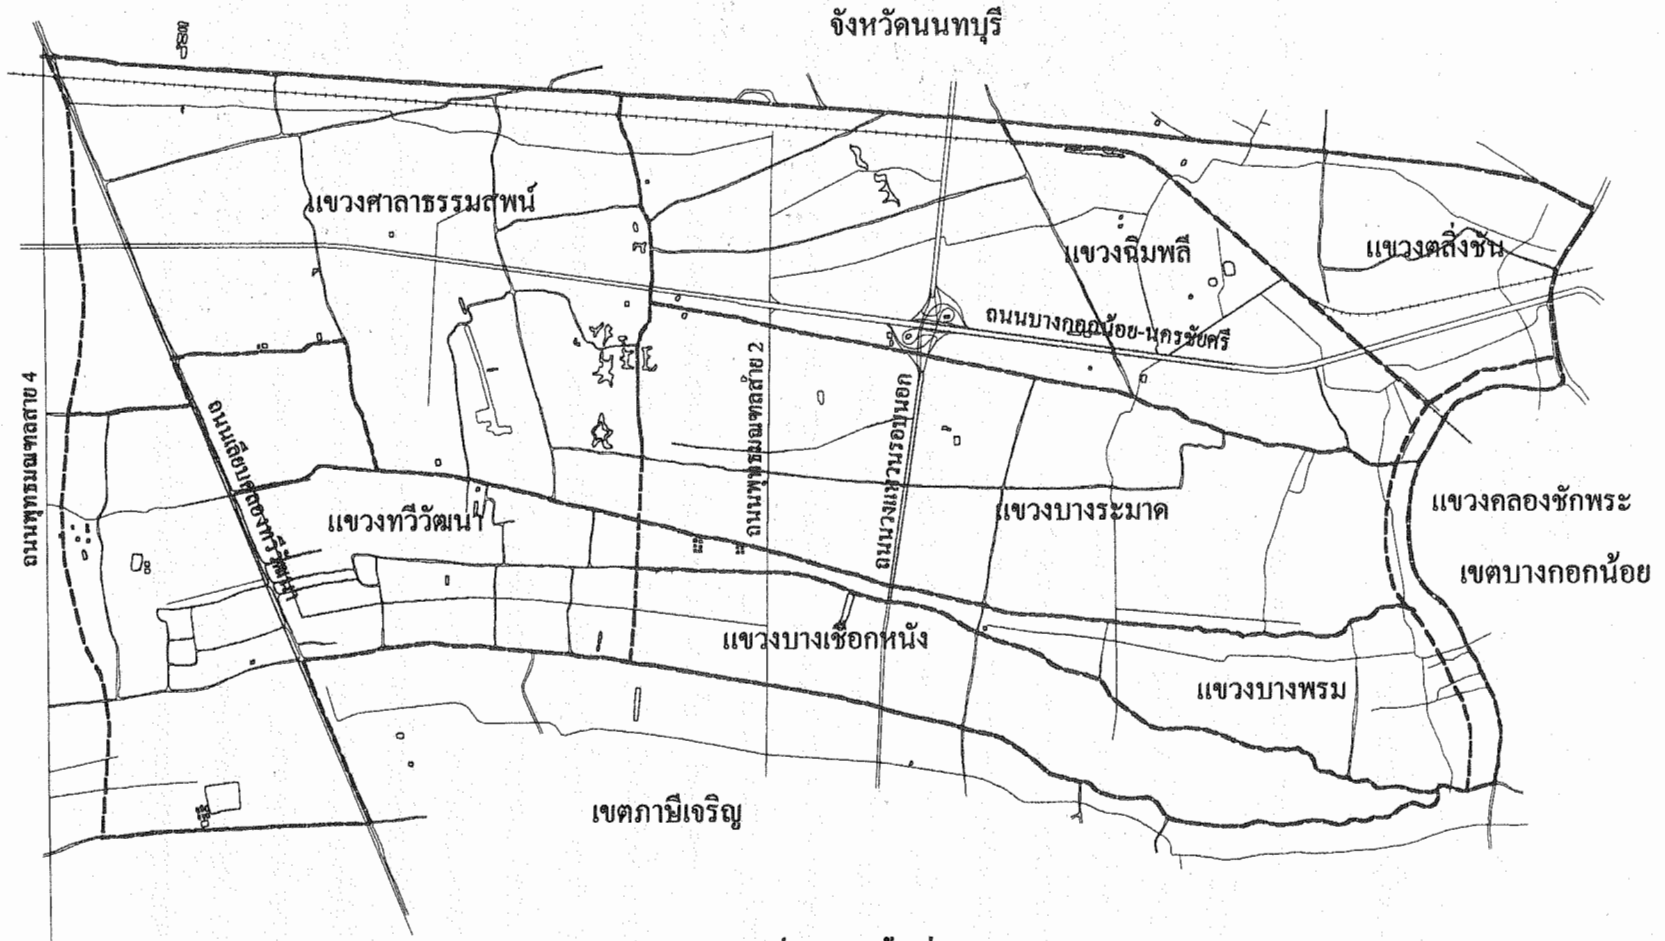 จังหวัดนนทบุรี
แขวงศาลาธรรมสพน์
แขวงฉิมพลี
แขวงตลิ่งชัน
ถนนบางกอกน้อย-นครชัยศรี
ถนนพุทธมณฑลสาย 4
ถนนเลียบคลองทวีวัฒนา
ถนนพุทธมณฑลสาย 2
ถนนวงแหวนรอบนอก
แขวงทวีวัฒนา
แขวงบางระมาด
แขวงคลองชักพระ
เขตบางกอกน้อย
แขวงบางเชือกหนัง
แขวงบางพรม
เขตภาษีเจริญ